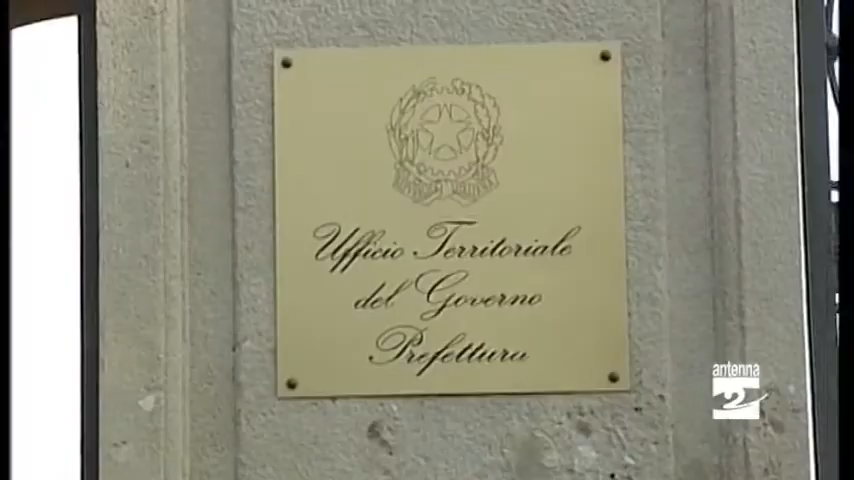 Ufficio Territoriale
del Governo
Prefettura
antenna
2